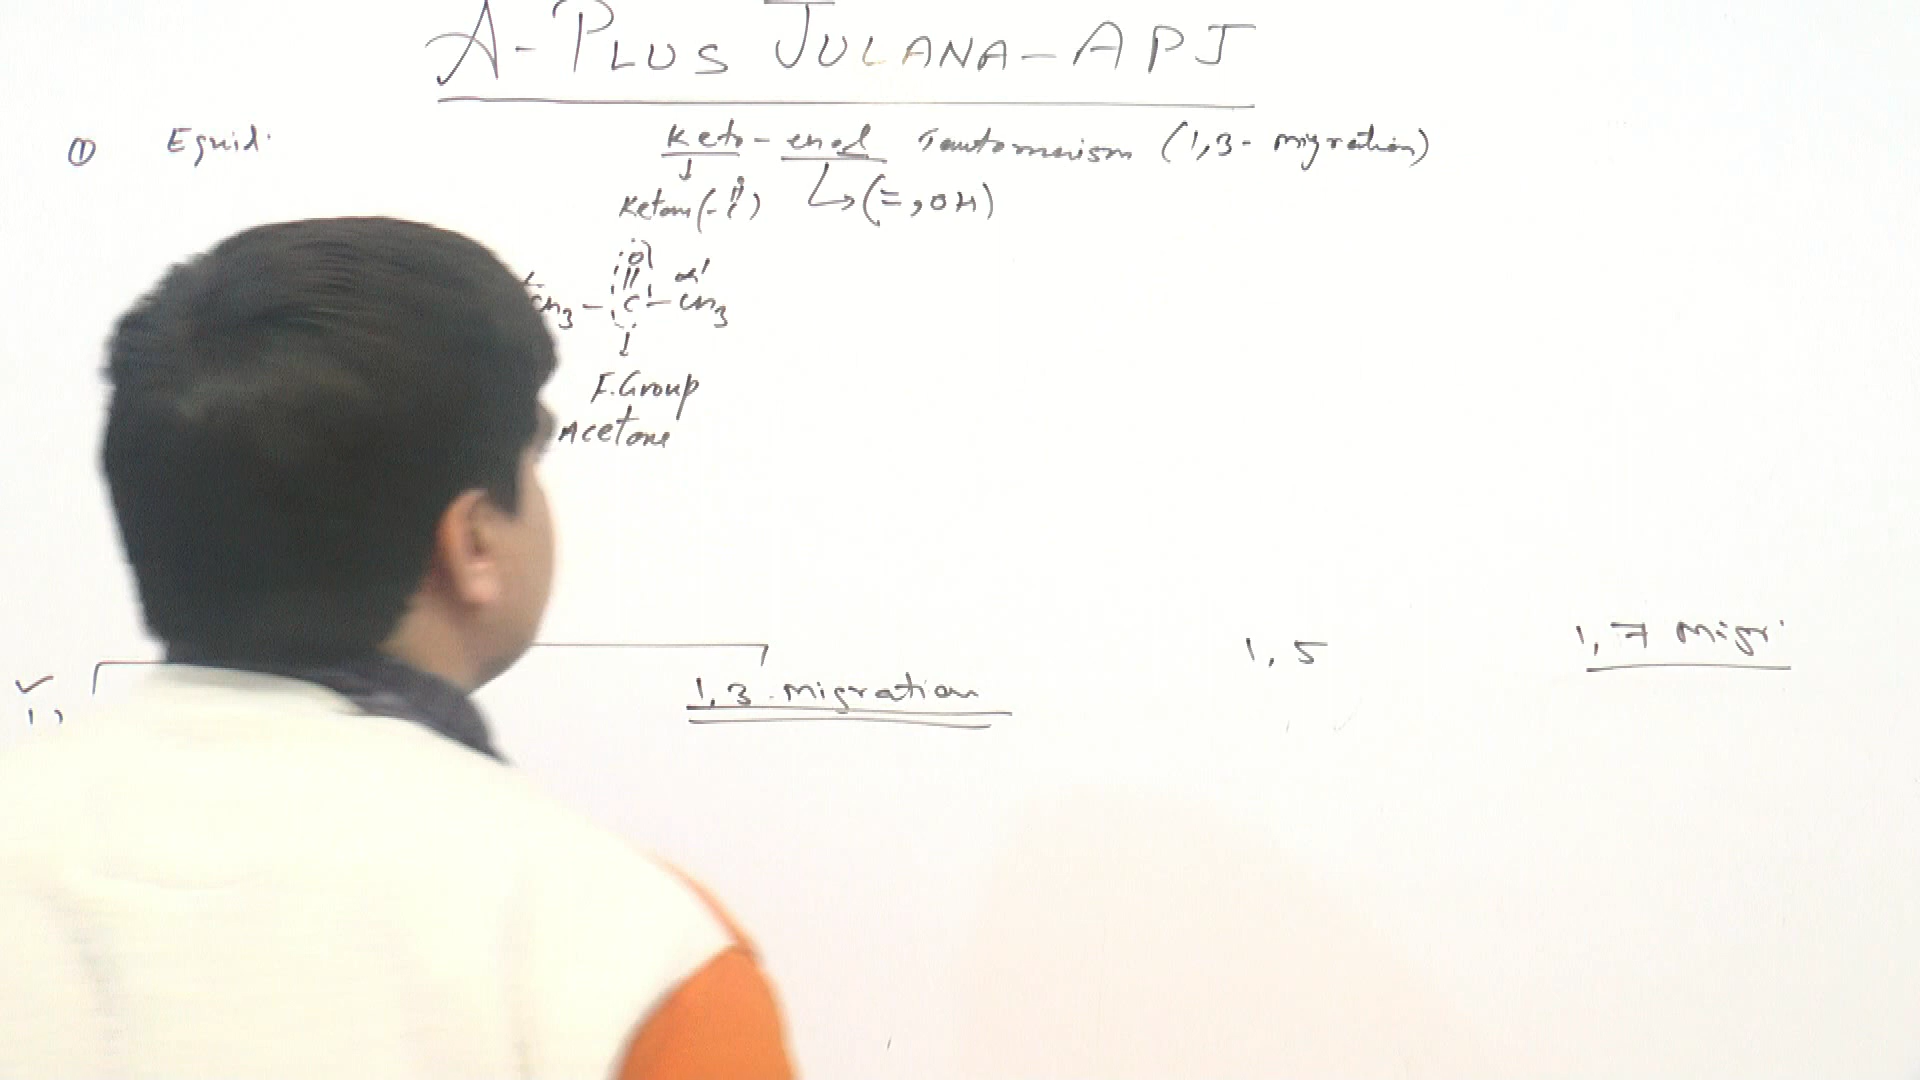 A-PLUS JULANA-APJ
① Equid. Keto-enol Tautomerism (1,3-migration)
Ketone (-C=O) (=, OH)
O α'
CH3-C-CH3
F.Group
Acetone
1,3 migration 1,5 1,7 Migr.